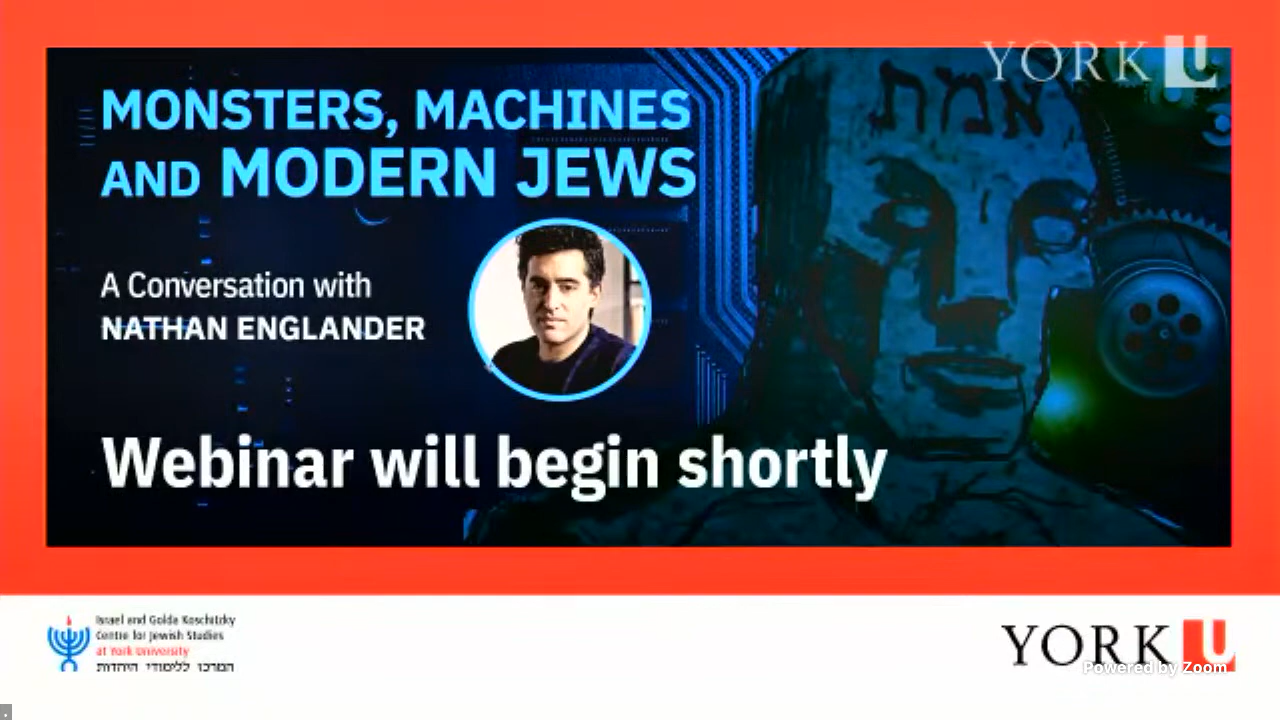 YORK U
MONSTERS, MACHINES
AND MODERN JEWS
אמת
A Conversation with
NATHAN ENGLANDER
Webinar will begin shortly
Israel and Golda Koschitzky
Centre for Jewish Studies
at York University
המרכז ללימודי היהדות
YORK U
Powered by Zoom